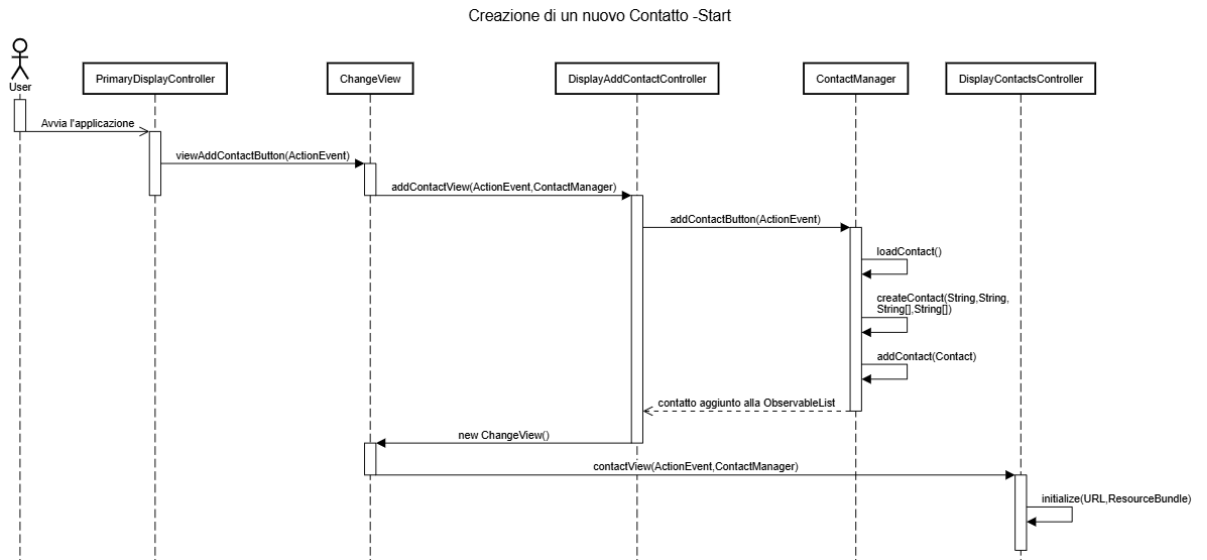 Creazione di un nuovo Contatto -Start
User
PrimaryDisplayController
ChangeView
DisplayAddContactController
ContactManager
DisplayContactsController
Avvia l'applicazione
viewAddContactButton(ActionEvent)
addContactView(ActionEvent,ContactManager)
addContactButton(ActionEvent)
loadContact()
createContact(String,String,
String[],String[])
addContact(Contact)
contatto aggiunto alla ObservableList
new ChangeView()
contactView(ActionEvent,ContactManager)
initialize(URL,ResourceBundle)